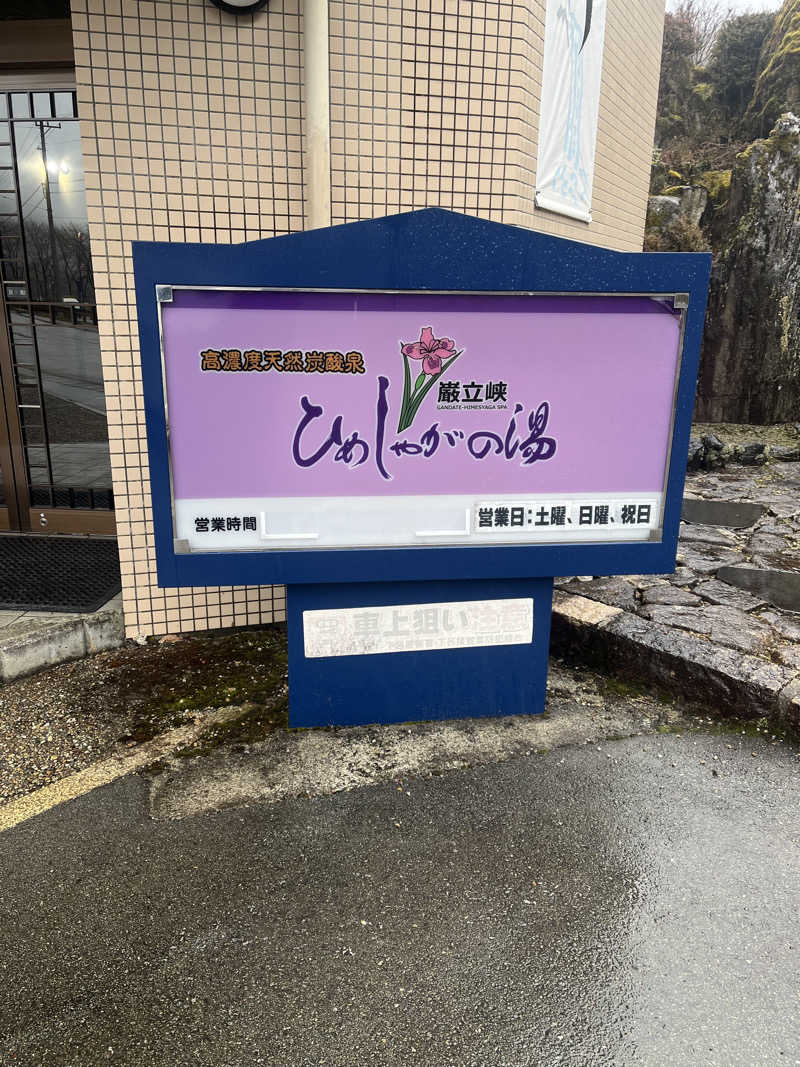 高濃度天然炭酸泉
巌立峡
GANDATE-HIMESYAGA SPA
ひめしゃがの湯
営業時間
営業日:土曜、日曜、祝日
車上狙い注意